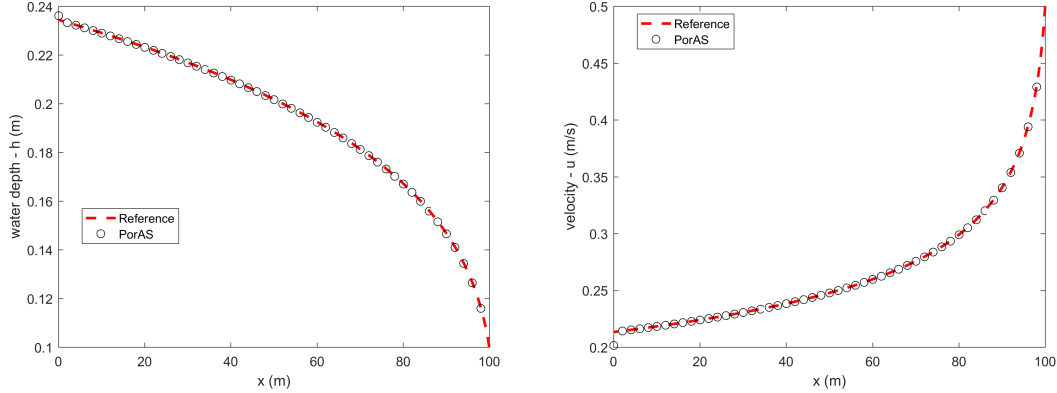 0.24
0.22
0.2
0.18
0.16
0.14
0.12
0.1
water depth - h (m)
Reference
PorAS
0 20 40 60 80 100
x (m)
0.5
0.45
0.4
0.35
0.3
0.25
0.2
velocity - u (m/s)
Reference
PorAS
0 20 40 60 80 100
x (m)